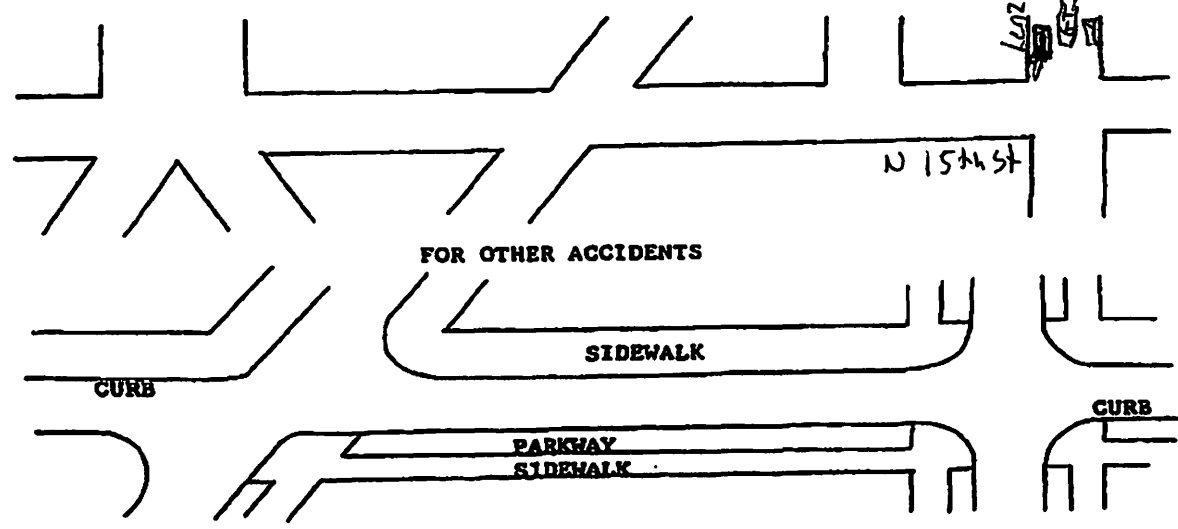 N 15th St
FOR OTHER ACCIDENTS
SIDEWALK
CURB
CURB
PARKWAY
SIDEWALK